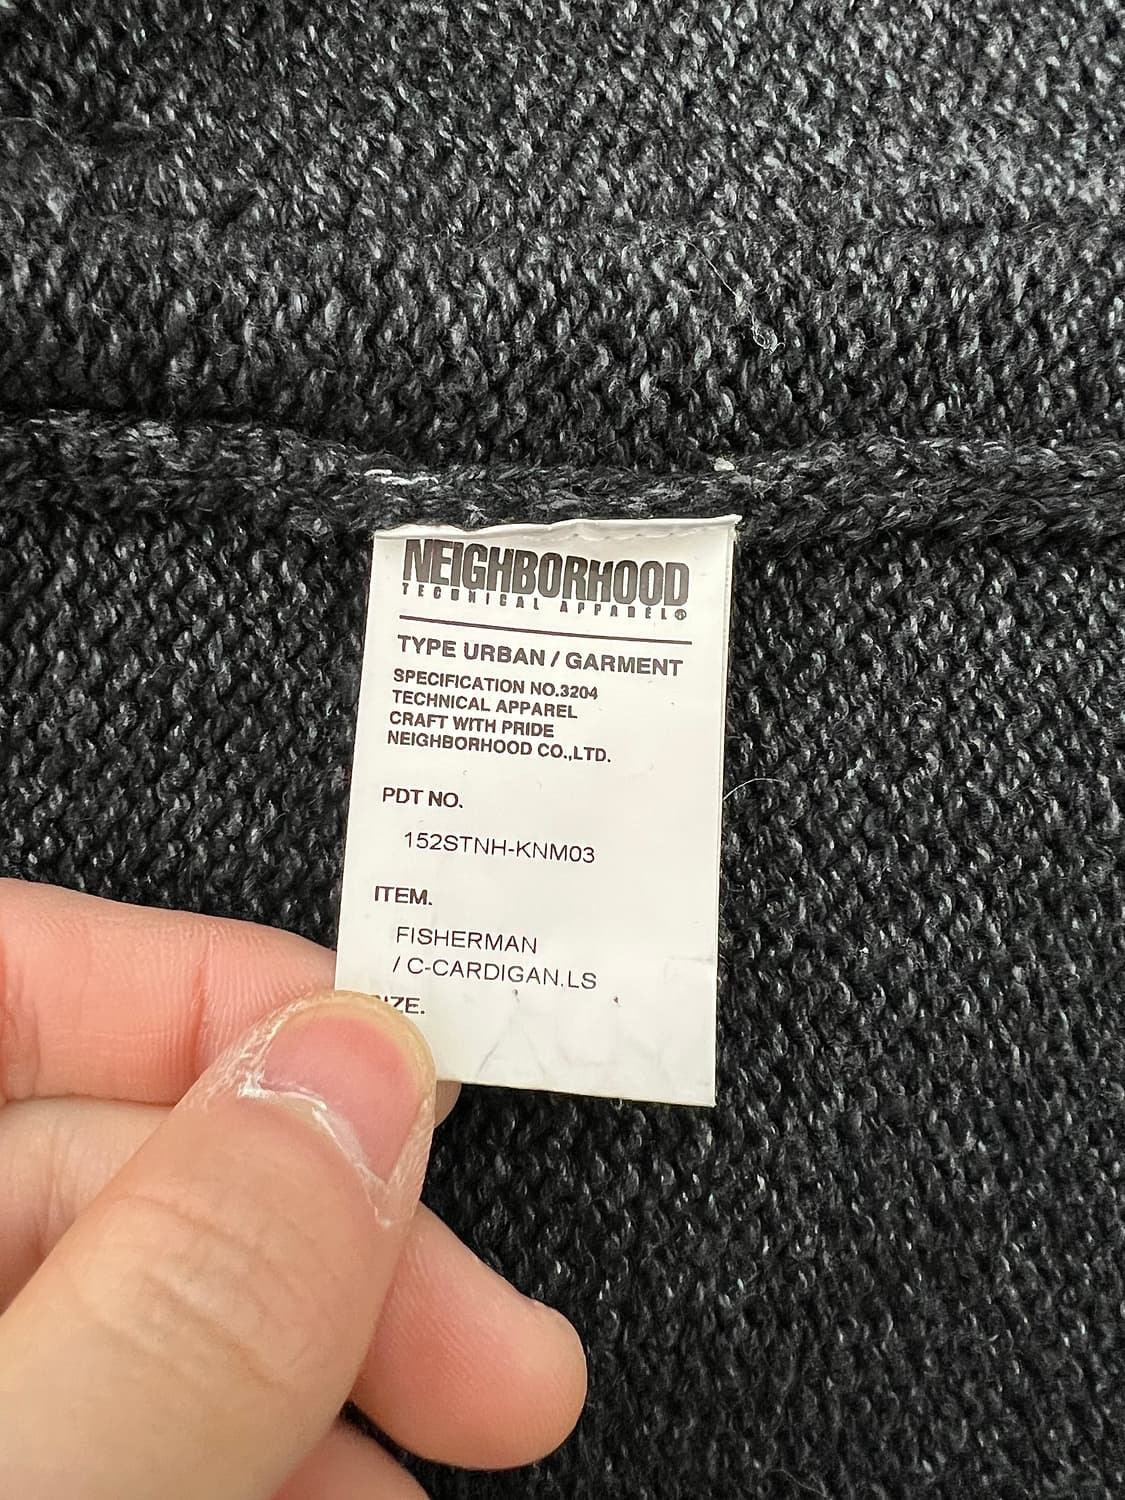 NEIGHBORHOOD
TECHNICAL APPAREL®
TYPE URBAN / GARMENT
SPECIFICATION NO.3204
TECHNICAL APPAREL
CRAFT WITH PRIDE
NEIGHBORHOOD CO.,LTD.
PDT NO.
152STNH-KNM03
ITEM.
FISHERMAN
/ C-CARDIGAN.LS